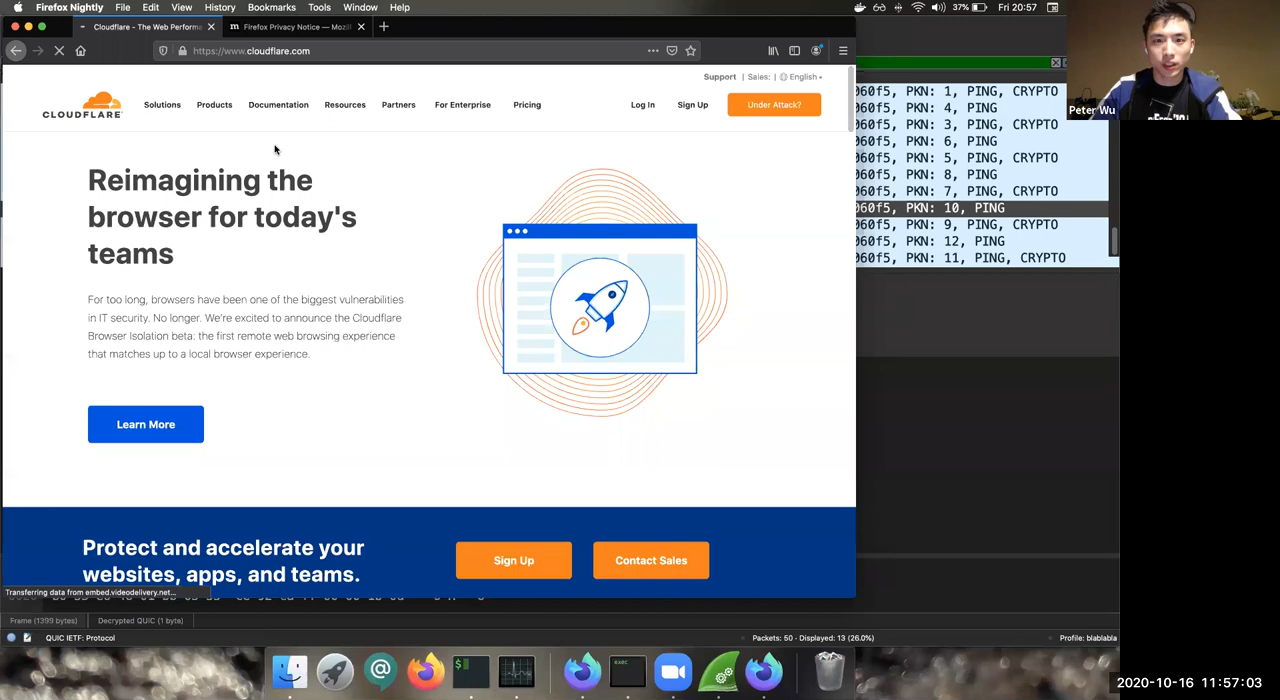 Firefox Nightly File Edit View History Bookmarks Tools Window Help
37% Fri 20:57
Cloudflare - The Web Performa
Firefox Privacy Notice — Mozil
https://www.cloudflare.com
Support | Sales: | English
CLOUDFLARE
Solutions Products Documentation Resources Partners For Enterprise Pricing Log In Sign Up Under Attack?
Reimagining the
browser for today's
teams
For too long, browsers have been one of the biggest vulnerabilities
in IT security. No longer. We're excited to announce the Cloudflare
Browser Isolation beta: the first remote web browsing experience
that matches up to a local browser experience.
Learn More
Protect and accelerate your
websites, apps, and teams.
Sign Up
Contact Sales
Transferring data from embed.videodelivery.net...
060f5, PKN: 1, PING, CRYPTO
060f5, PKN: 4, PING
060f5, PKN: 3, PING, CRYPTO
060f5, PKN: 6, PING
060f5, PKN: 5, PING, CRYPTO
060f5, PKN: 8, PING
060f5, PKN: 7, PING, CRYPTO
060f5, PKN: 10, PING
060f5, PKN: 9, PING, CRYPTO
060f5, PKN: 12, PING
060f5, PKN: 11, PING, CRYPTO
Peter Wu
Frame (1399 bytes) Decrypted QUIC (1 byte)
QUIC IETF: Protocol
Packets: 50 · Displayed: 13 (26.0%)
Profile: blablabla
exec
2020-10-16 11:57:03